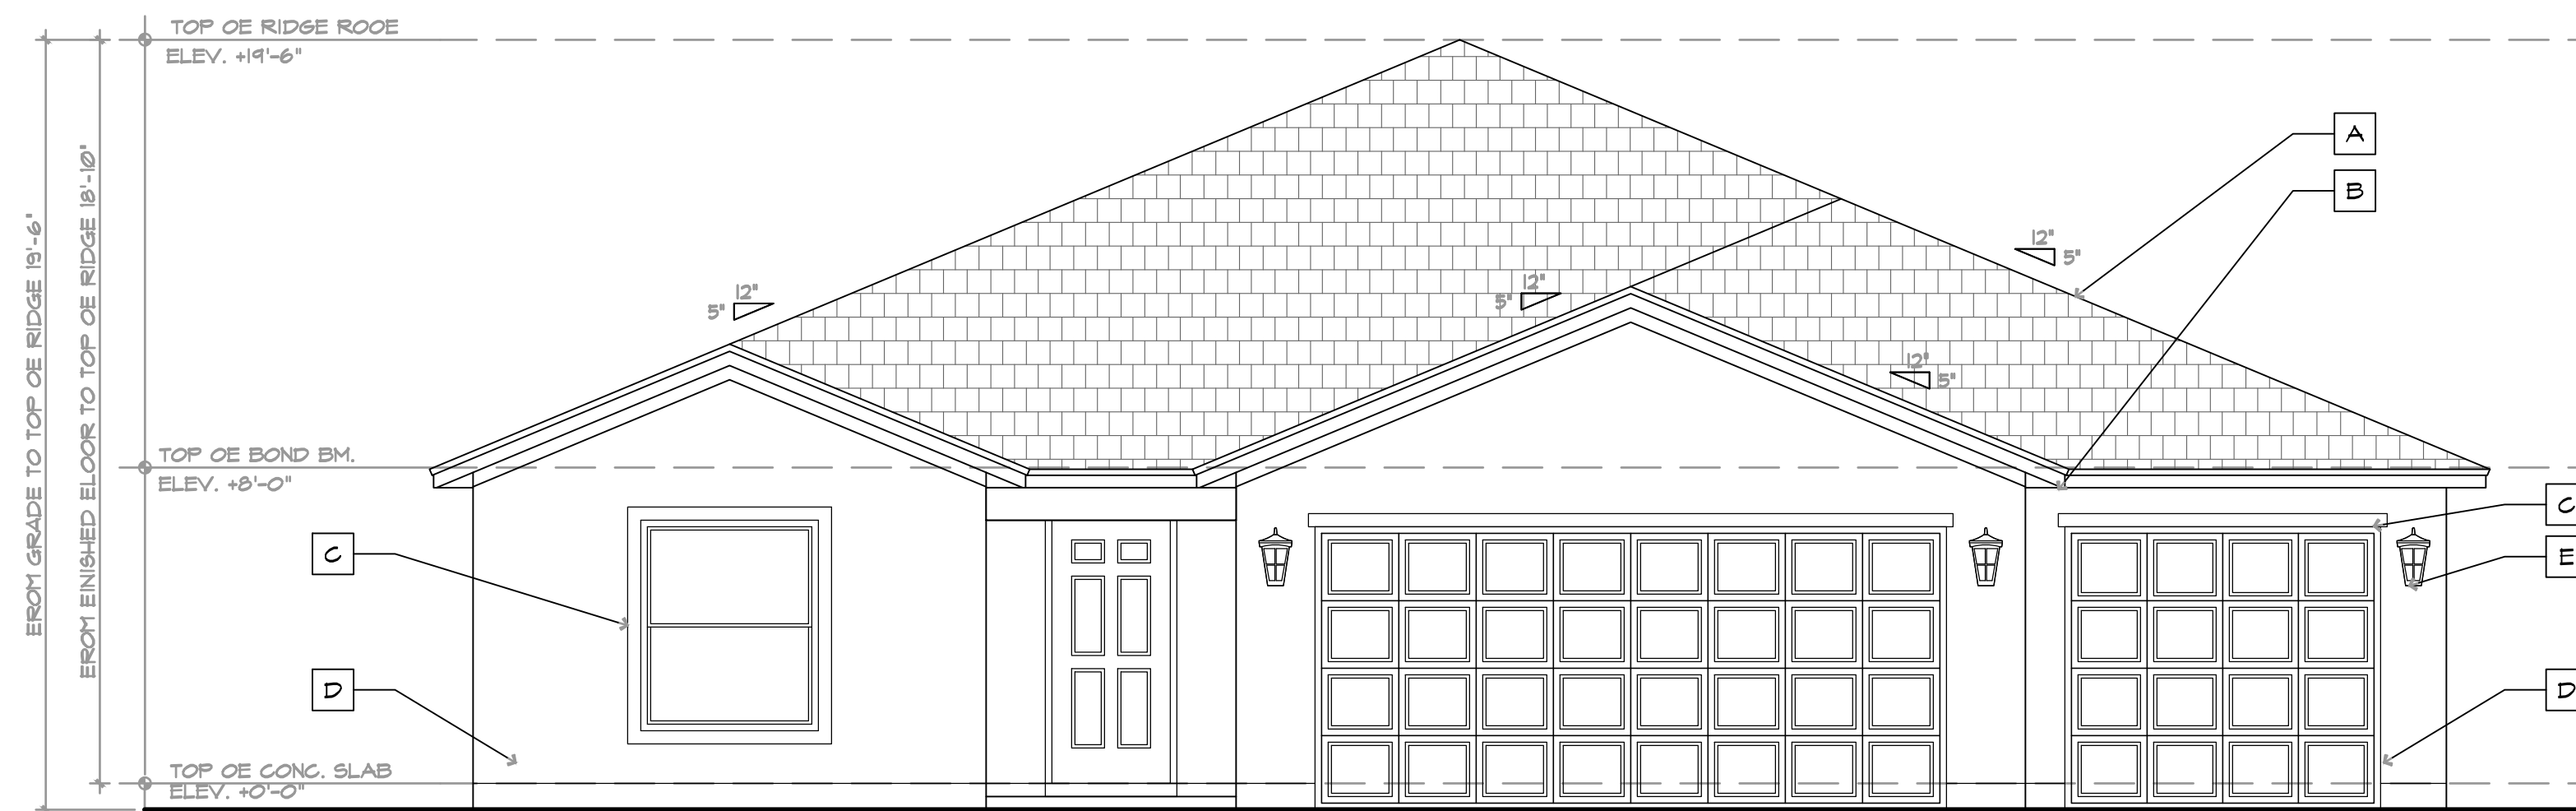 TOP OE RIDGE ROOE
ELEV. +19'-6"
A
B
12"
5"
12"
5"
12"
5"
12"
5"
TOP OE BOND BM.
ELEV. +8'-0"
C
C
E
D
D
TOP OE CONC. SLAB
ELEV. +0'-0"
EROM GRADE TO TOP OE RIDGE 19'-6"
EROM EINISHED ELOOR TO TOP OE RIDGE 18'-10"